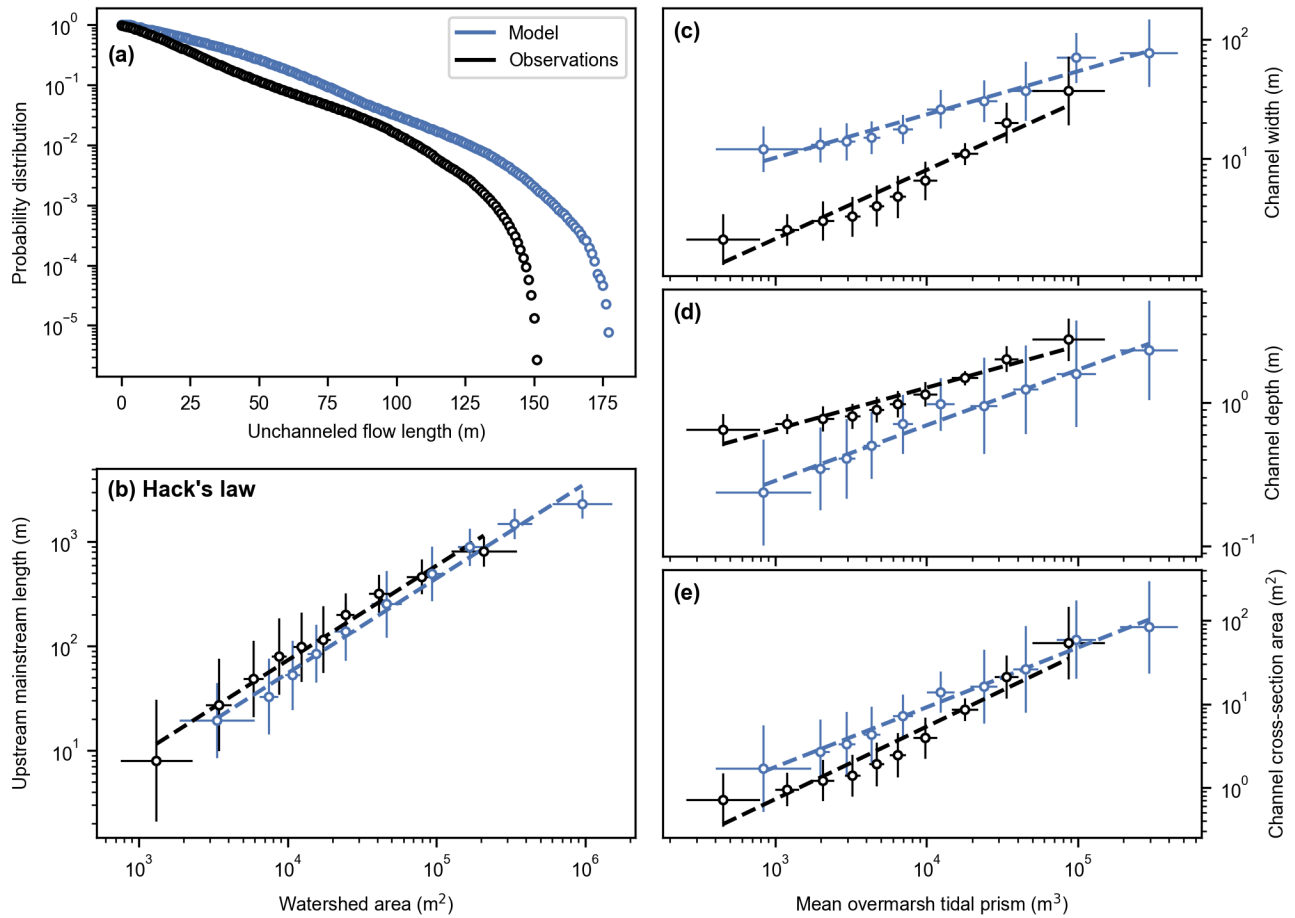 (a)
Model
Observations
10^0
10^-1
10^-2
10^-3
10^-4
10^-5
Probability distribution
0 25 50 75 100 125 150 175
Unchanneled flow length (m)
(b) Hack's law
10^3
10^2
10^1
Upstream mainstream length (m)
10^3 10^4 10^5 10^6
Watershed area (m^2)
(c)
10^2
10^1
Channel width (m)
(d)
10^0
10^-1
Channel depth (m)
(e)
10^2
10^1
10^0
Channel cross-section area (m^2)
10^3 10^4 10^5
Mean overmarsh tidal prism (m^3)